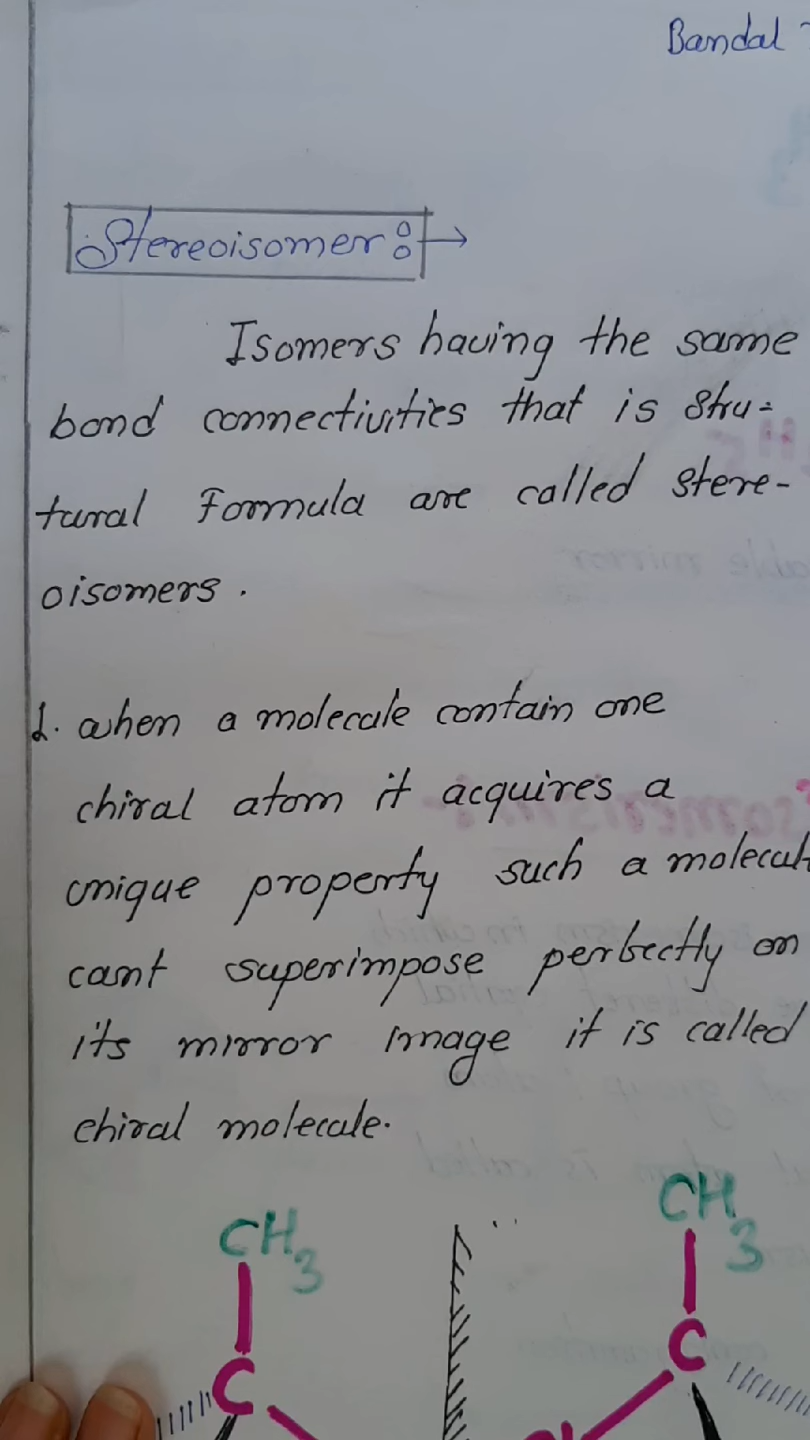 Bandal
Stereoisomer :→
Isomers having the same
bond connectivities that is stru-
tural Formula are called stere-
oisomers.
1. when a molecule contain one
chiral atom it acquires a
unique property such a molecul
cant superimpose perfectly on
its mirror image it is called
chiral molecule.
CH3 CH3
C C